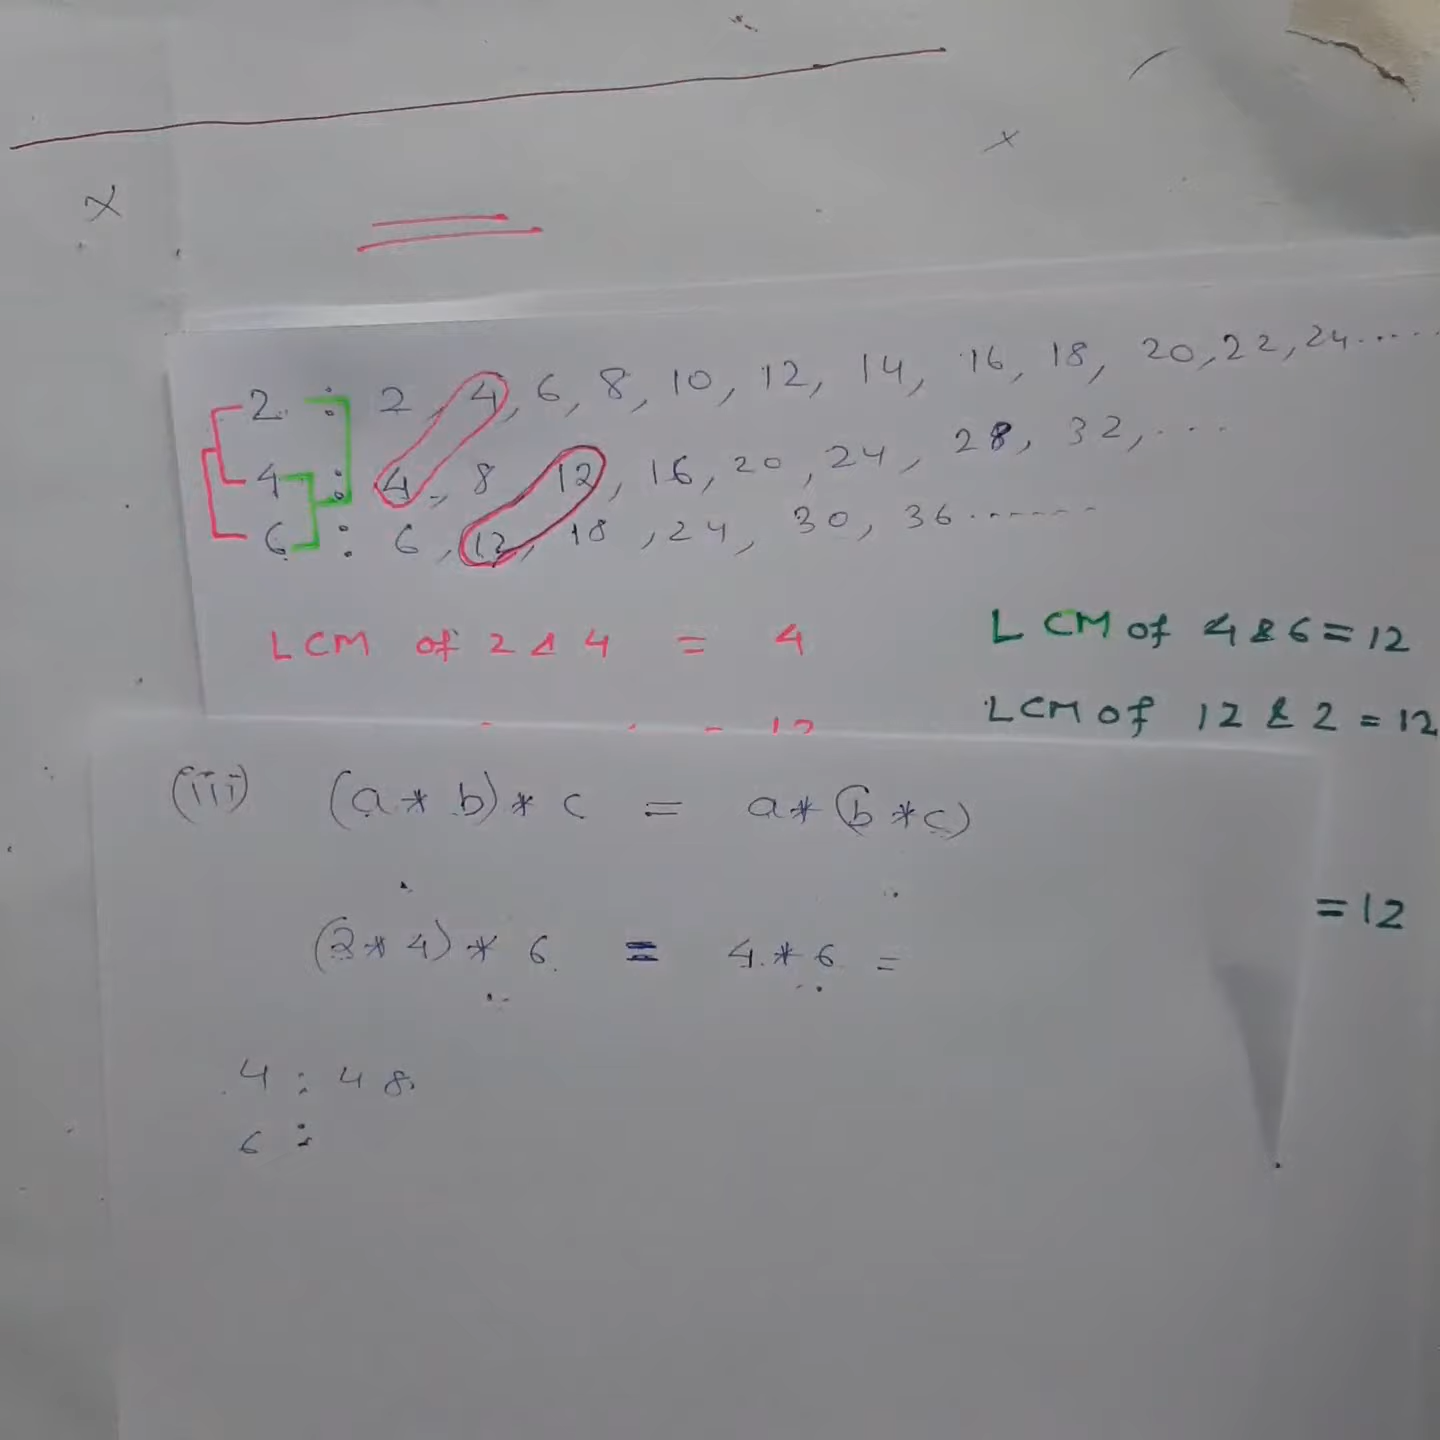 2 : 2, 4, 6, 8, 10, 12, 14, 16, 18, 20, 22, 24.....
4 : 4, 8 12, 16, 20, 24, 28, 32, ...
6 : 6, 12, 18, 24, 30, 36......
LCM of 2 & 4 = 4
LCM of 4 & 6 = 12
LCM of 12 & 2 = 12
(iii) (a * b) * c = a * (b * c)
(2 * 4) * 6 = 4 * 6 =
= 12
4 : 4 8
6 :